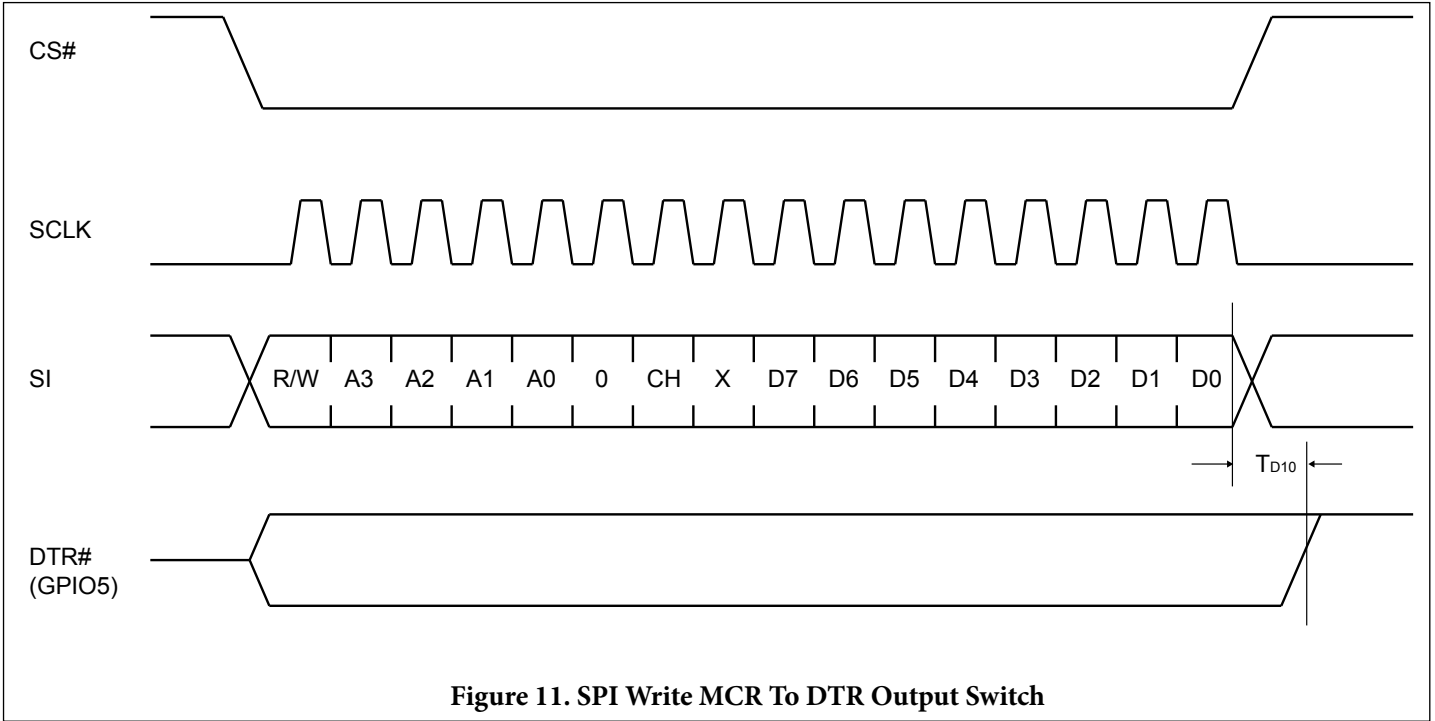 CS#
SCLK
SI
R/W A3 A2 A1 A0 0 CH X D7 D6 D5 D4 D3 D2 D1 D0
TD10
DTR#
(GPIO5)
Figure 11. SPI Write MCR To DTR Output Switch